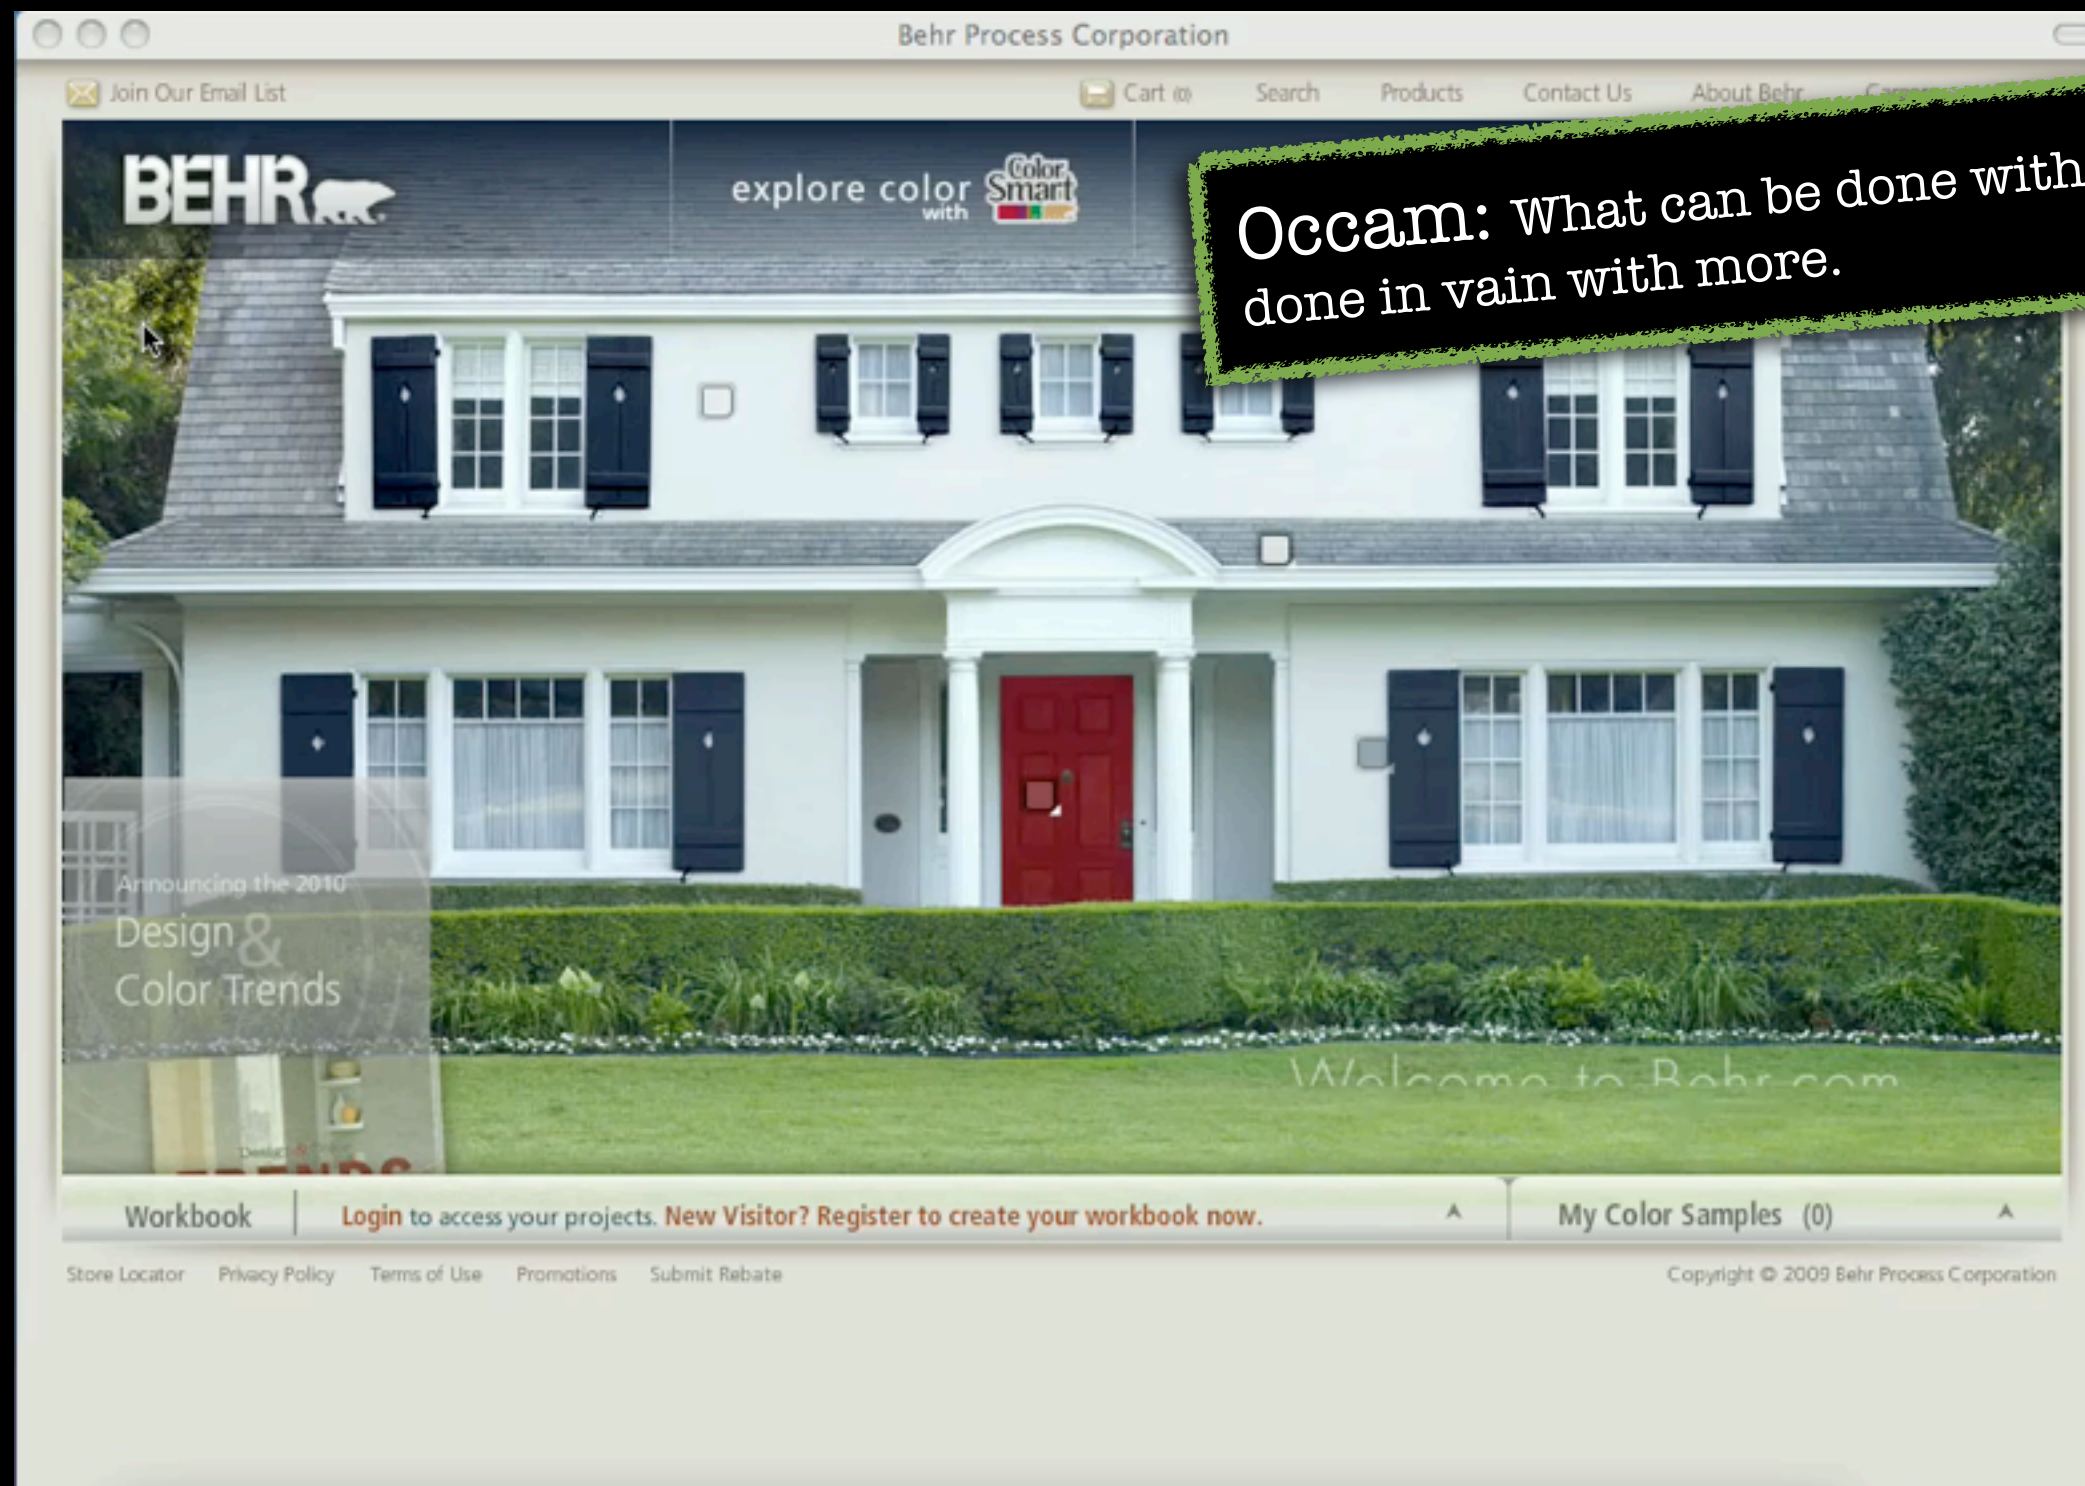 Behr Process Corporation
Join Our Email List
Cart (0) Search Products Contact Us About Behr
BEHR
explore color
with
Color
Smart
Occam: What can be done with
done in vain with more.
Announcing the 2010
Design &
Color Trends
Welcome to Behr.com
TRENDS
Workbook Login to access your projects. New Visitor? Register to create your workbook now. My Color Samples (0)
Store Locator Privacy Policy Terms of Use Promotions Submit Rebate Copyright © 2009 Behr Process Corporation